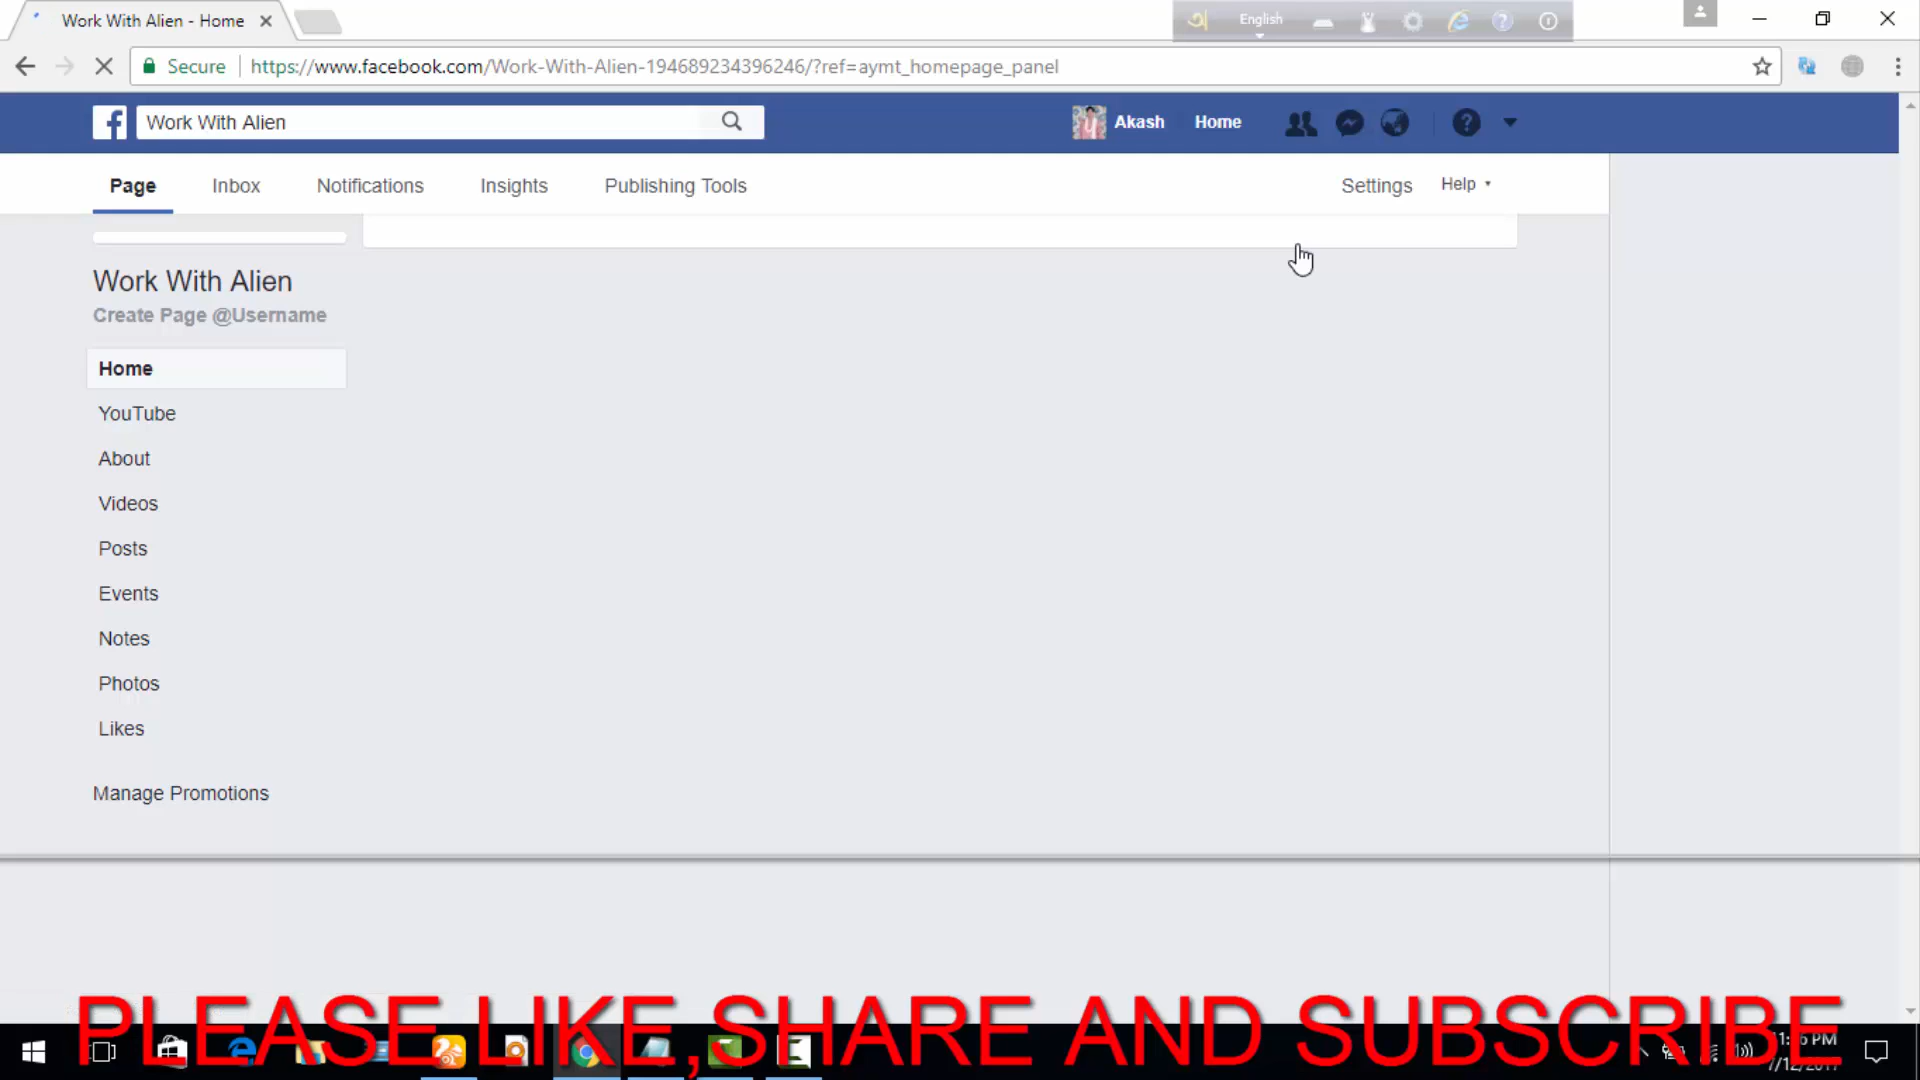 Work With Alien - Home
English
Secure https://www.facebook.com/Work-With-Alien-194689234396246/?ref=aymt_homepage_panel
Work With Alien
Akash Home
Page Inbox Notifications Insights Publishing Tools Settings Help
Work With Alien
Create Page @Username
Home
YouTube
About
Videos
Posts
Events
Notes
Photos
Likes
Manage Promotions
PLEASE LIKE,SHARE AND SUBSCRIBE
PM